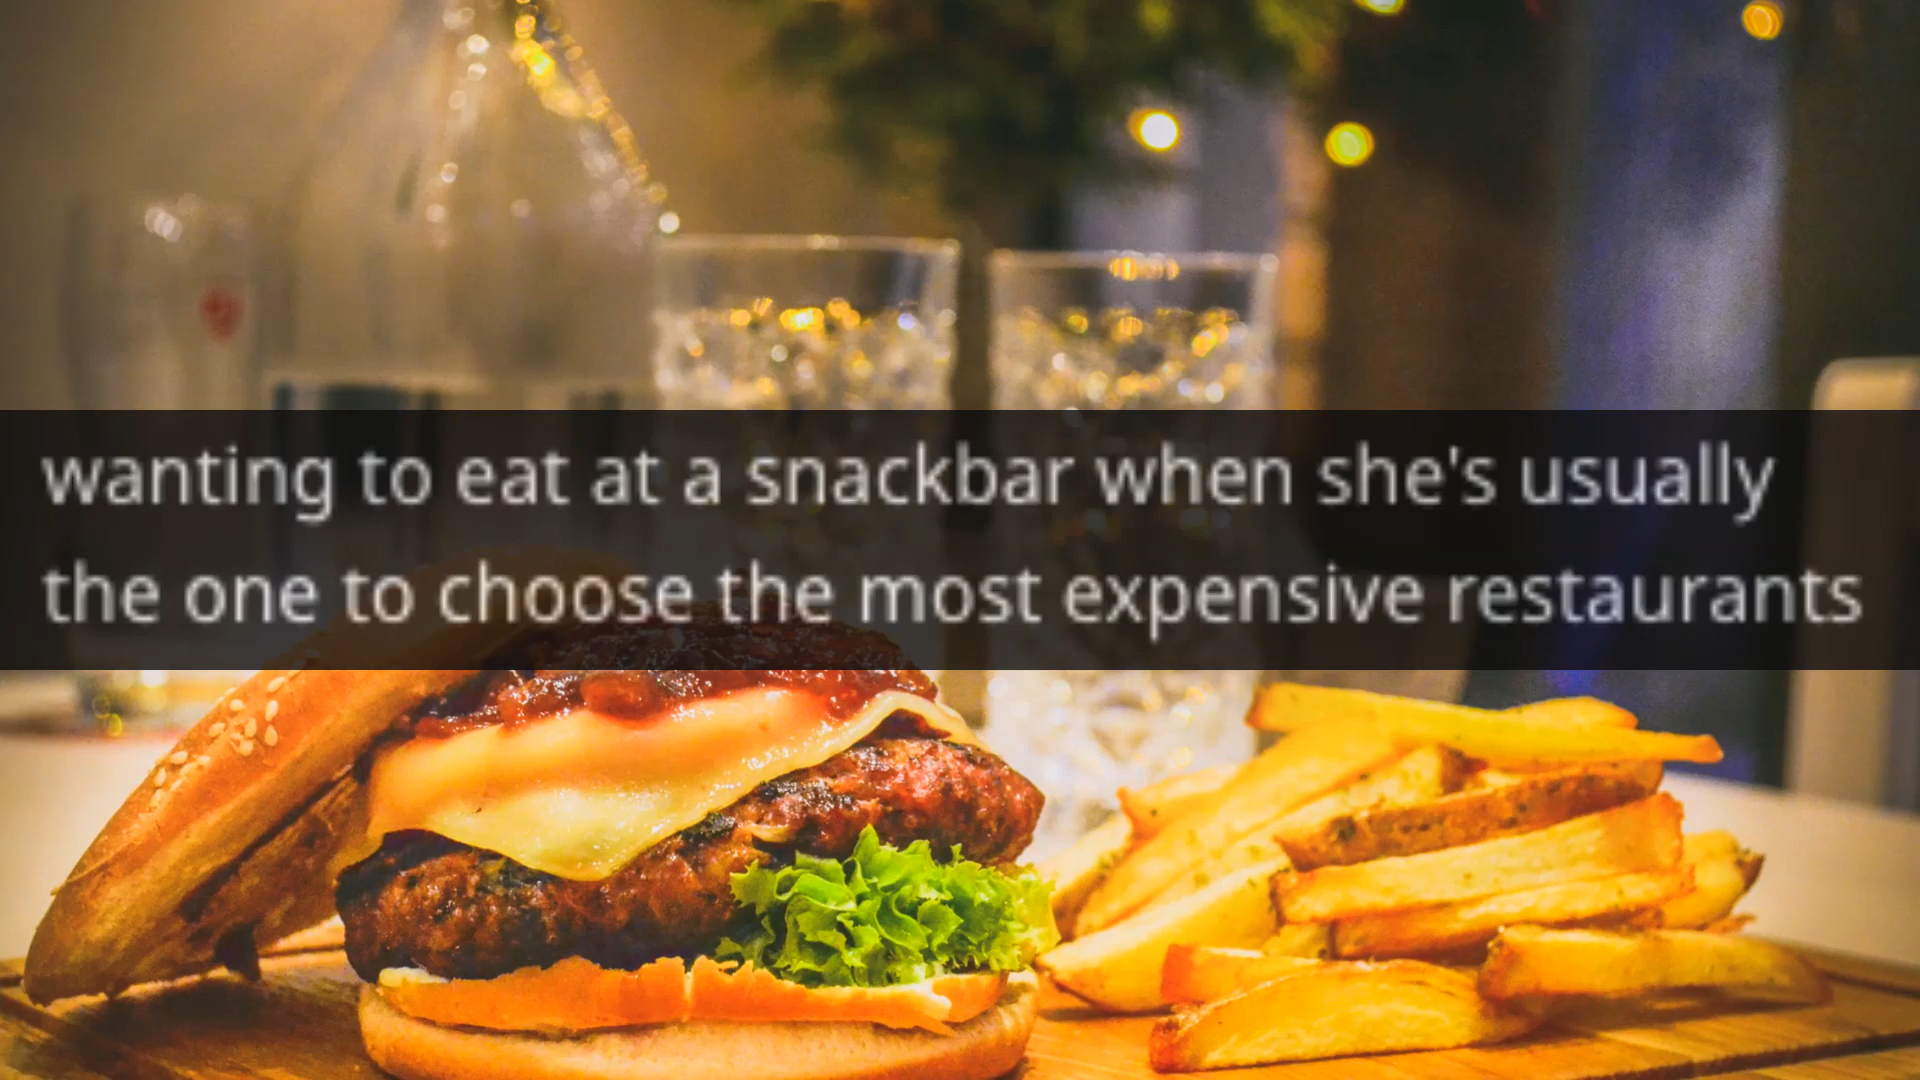 wanting to eat at a snackbar when she's usually
the one to choose the most expensive restaurants